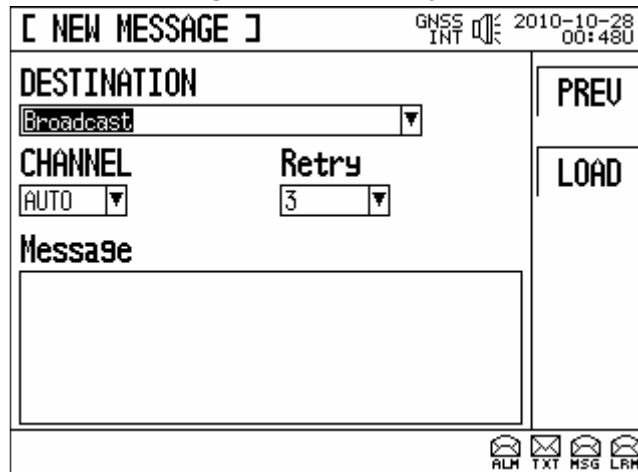 [ NEW MESSAGE ] GNSS INT 2010-10-28 00:48U
DESTINATION
Broadcast
CHANNEL Retry
AUTO 3
Message
PREV
LOAD
ALM TXT MSG LRM